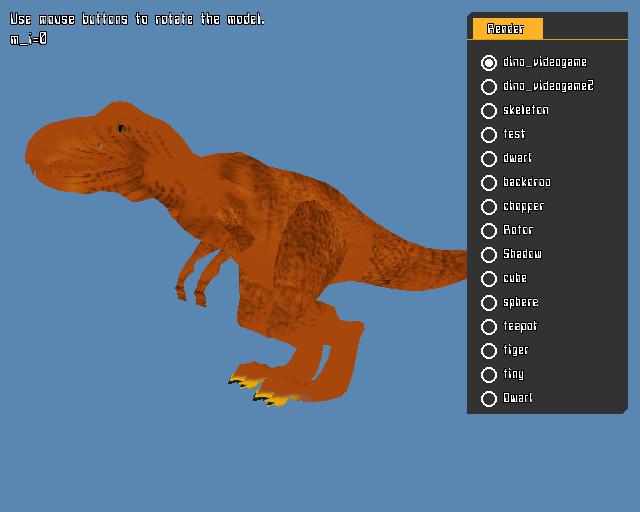 Use mouse buttons to rotate the model.
m_i=0
Render
dino_videogame
dino_videogame2
skeleton
test
dwarf
backdrop
chopper
Rotor
Shadow
cube
sphere
teapot
tiger
tiny
Dwarf